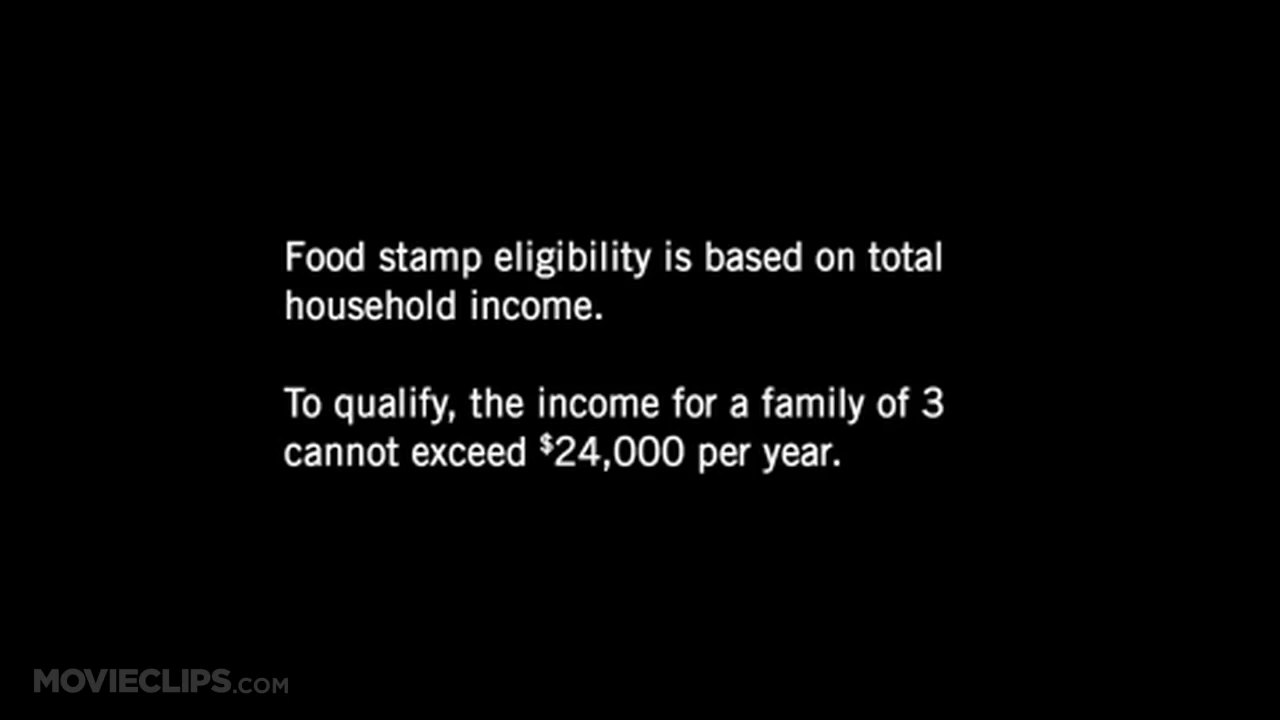 Food stamp eligibility is based on total
household income.
To qualify, the income for a family of 3
cannot exceed $24,000 per year.
MOVIECLIPS.COM